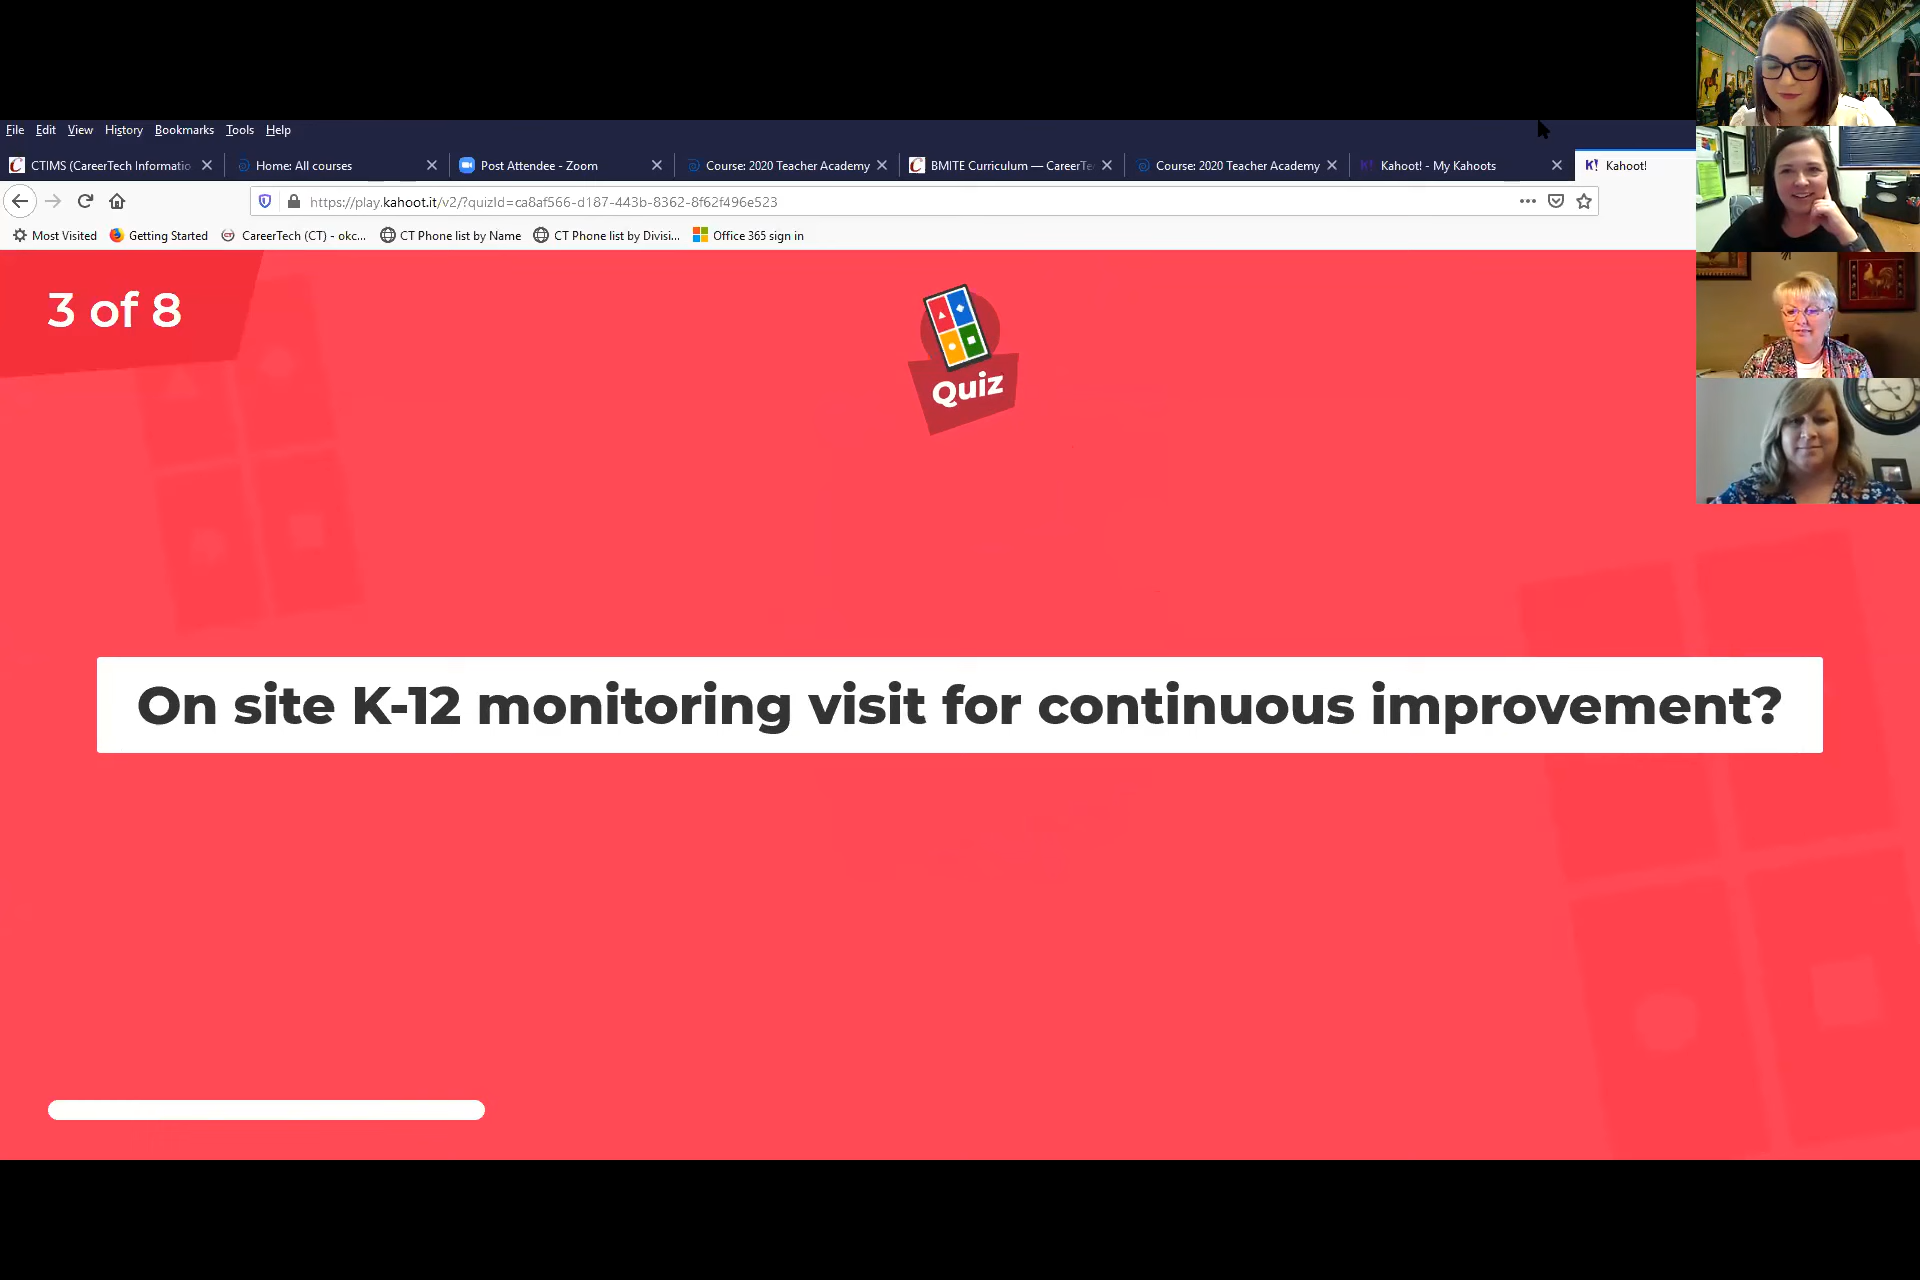 File Edit View History Bookmarks Tools Help
CTIMS (CareerTech Informatio Home: All courses Post Attendee - Zoom Course: 2020 Teacher Academy BMITE Curriculum — CareerTe Course: 2020 Teacher Academy Kahoot! - My Kahoots K! Kahoot!
https://play.kahoot.it/v2/?quizId=ca8af566-d187-443b-8362-8f62f496e523
Most Visited Getting Started CareerTech (CT) - okc... CT Phone list by Name CT Phone list by Divisi... Office 365 sign in
3 of 8
Quiz
On site K-12 monitoring visit for continuous improvement?